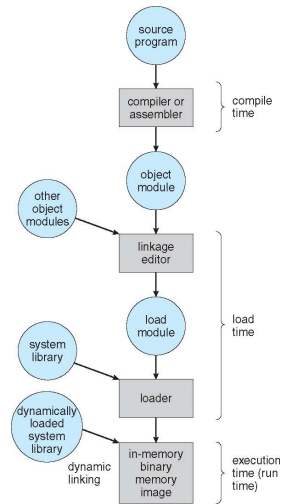 source
program
compiler or
assembler
compile
time
object
module
other
object
modules
linkage
editor
load
module
load
time
system
library
loader
dynamically
loaded
system
library
dynamic
linking
in-memory
binary
memory
image
execution
time (run
time)